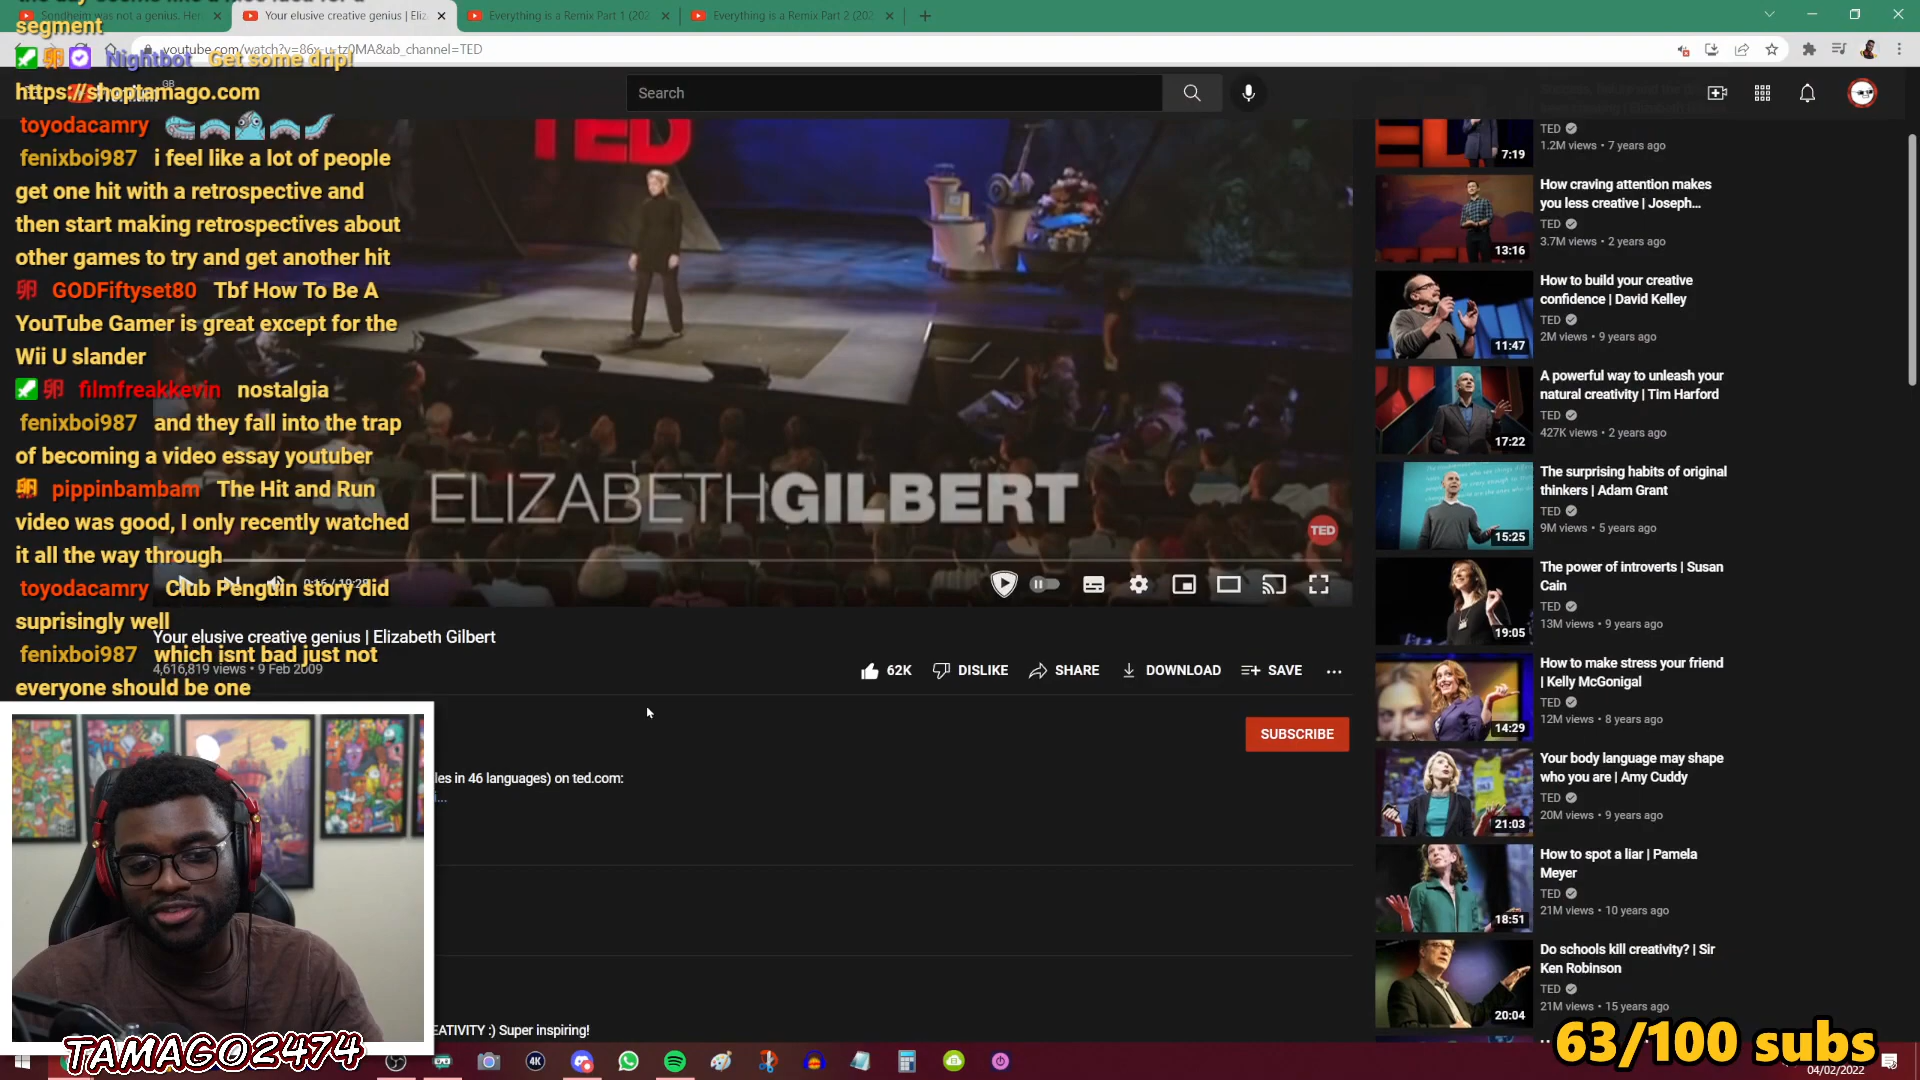 Sondheim was not a genius. Her
Your elusive creative genius | Eliz
Everything is a Remix Part 1 (202
Everything is a Remix Part 2 (202
youtube.com/watch?v=86x-u-tz0MA&ab_channel=TED
segment
Nightbot Get some drip!
https://shoptamago.com
toyodacamry
fenixboi987 i feel like a lot of people
get one hit with a retrospective and
then start making retrospectives about
other games to try and get another hit
卵 GODFiftyset80 Tbf How To Be A
YouTube Gamer is great except for the
Wii U slander
卵 filmfreakkevin nostalgia
fenixboi987 and they fall into the trap
of becoming a video essay youtuber
卵 pippinbambam The Hit and Run
video was good, I only recently watched
it all the way through
toyodacamry Club Penguin story did
suprisingly well
fenixboi987 which isnt bad just not
everyone should be one
GB
Search
TED
ELIZABETHGILBERT
TED
Your elusive creative genius | Elizabeth Gilbert
4,616,819 views • 9 Feb 2009
62K
DISLIKE
SHARE
DOWNLOAD
SAVE
SUBSCRIBE
les in 46 languages) on ted.com:
i...
EATIVITY :) Super inspiring!
TED
1.2M views • 7 years ago
7:19
How craving attention makes
you less creative | Joseph...
TED
3.7M views • 2 years ago
13:16
How to build your creative
confidence | David Kelley
TED
2M views • 9 years ago
11:47
A powerful way to unleash your
natural creativity | Tim Harford
TED
427K views • 2 years ago
17:22
The surprising habits of original
thinkers | Adam Grant
TED
9M views • 5 years ago
15:25
The power of introverts | Susan
Cain
TED
13M views • 9 years ago
19:05
How to make stress your friend
| Kelly McGonigal
TED
12M views • 8 years ago
14:29
Your body language may shape
who you are | Amy Cuddy
TED
20M views • 9 years ago
21:03
How to spot a liar | Pamela
Meyer
TED
21M views • 10 years ago
18:51
Do schools kill creativity? | Sir
Ken Robinson
TED
21M views • 15 years ago
20:04
TAMAGO2474
4K
63/100 subs
04/02/2022